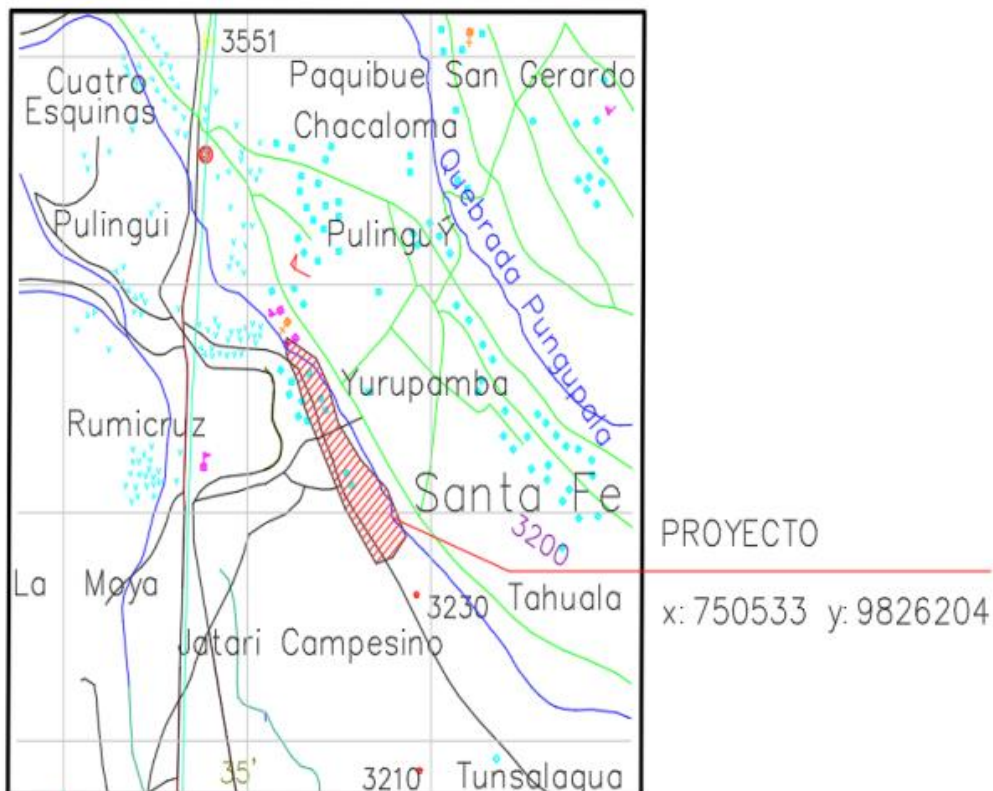 3551
Cuatro
Esquinas
Paquibue San Gerardo
Chacaloma
Pulingui
PulinguÝ
Quebrada Pungupala
Yurupamba
Rumicruz
Santa Fe
3200
PROYECTO
La Moya
3230
Tahuala
x: 750533 y: 9826204
Jatari Campesino
35'
3210
Tunsalagua